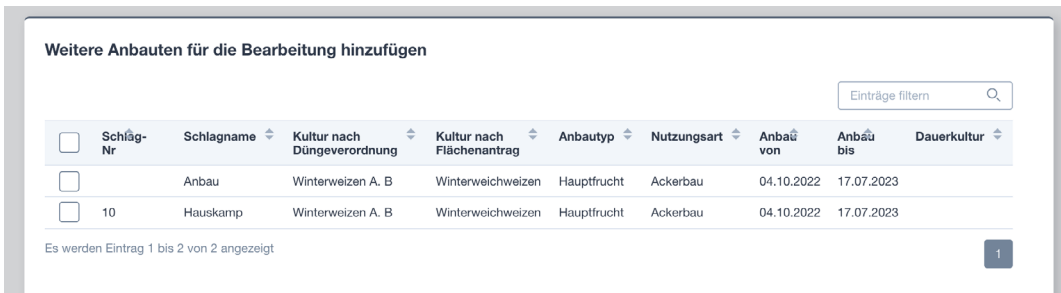 Weitere Anbauten für die Bearbeitung hinzufügen
Einträge filtern
Schlag-Nr Schlagname Kultur nach Düngeverordnung Kultur nach Flächenantrag Anbautyp Nutzungsart Anbau von Anbau bis Dauerkultur
Anbau Winterweizen A. B Winterweichweizen Hauptfrucht Ackerbau 04.10.2022 17.07.2023
10 Hauskamp Winterweizen A. B Winterweichweizen Hauptfrucht Ackerbau 04.10.2022 17.07.2023
Es werden Eintrag 1 bis 2 von 2 angezeigt
1